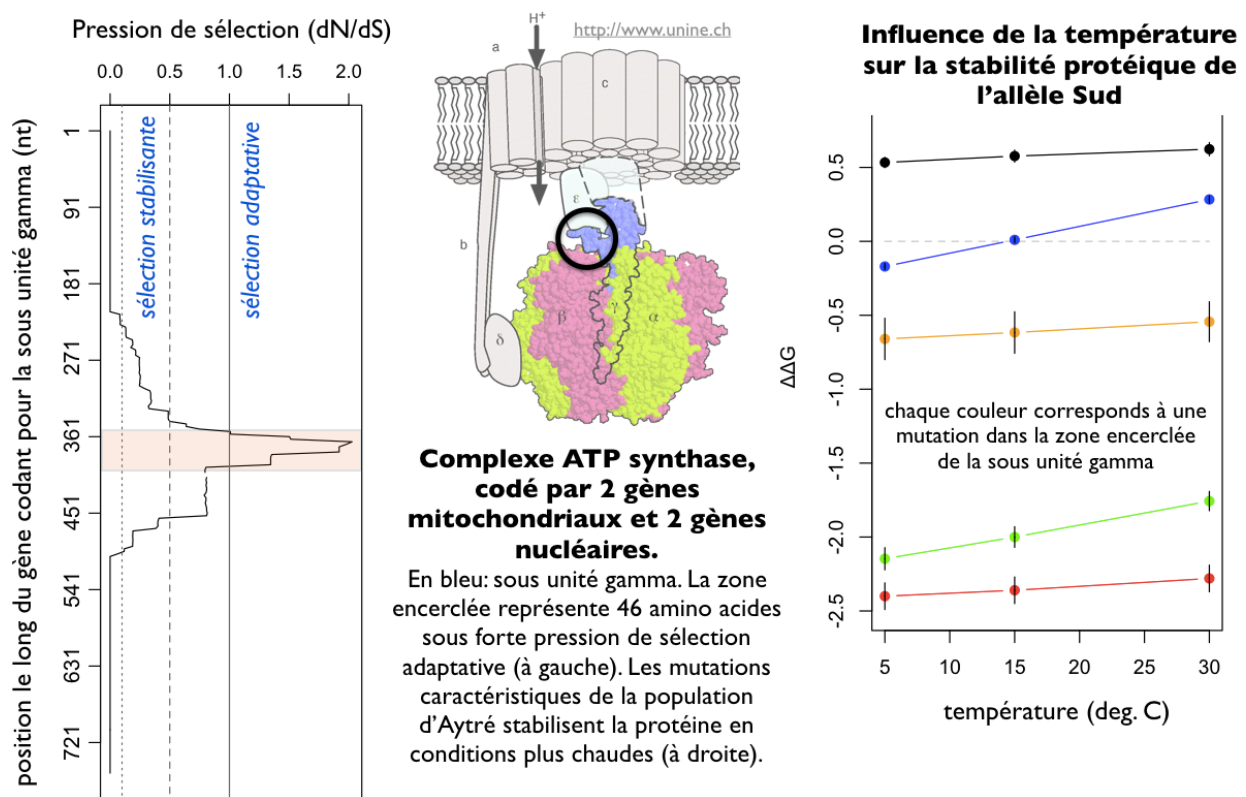 Pression de sélection (dN/dS)
0.0 0.5 1.0 1.5 2.0
position le long du gène codant pour la sous unité gamma (nt)
1
91
181
271
361
451
541
631
721
sélection stabilisante
sélection adaptative
H+
http://www.unine.ch
a
c
ε
b
β
γ
α
δ
Complexe ATP synthase,
codé par 2 gènes
mitochondriaux et 2 gènes
nucléaires.
En bleu: sous unité gamma. La zone
encerclée représente 46 amino acides
sous forte pression de sélection
adaptative (à gauche). Les mutations
caractéristiques de la population
d'Aytré stabilisent la protéine en
conditions plus chaudes (à droite).
Influence de la température
sur la stabilité protéique de
l'allèle Sud
ΔΔG
0.5
0.0
-0.5
-1.0
-1.5
-2.0
-2.5
chaque couleur corresponds à une
mutation dans la zone encerclée
de la sous unité gamma
5 10 15 20 25 30
température (deg. C)